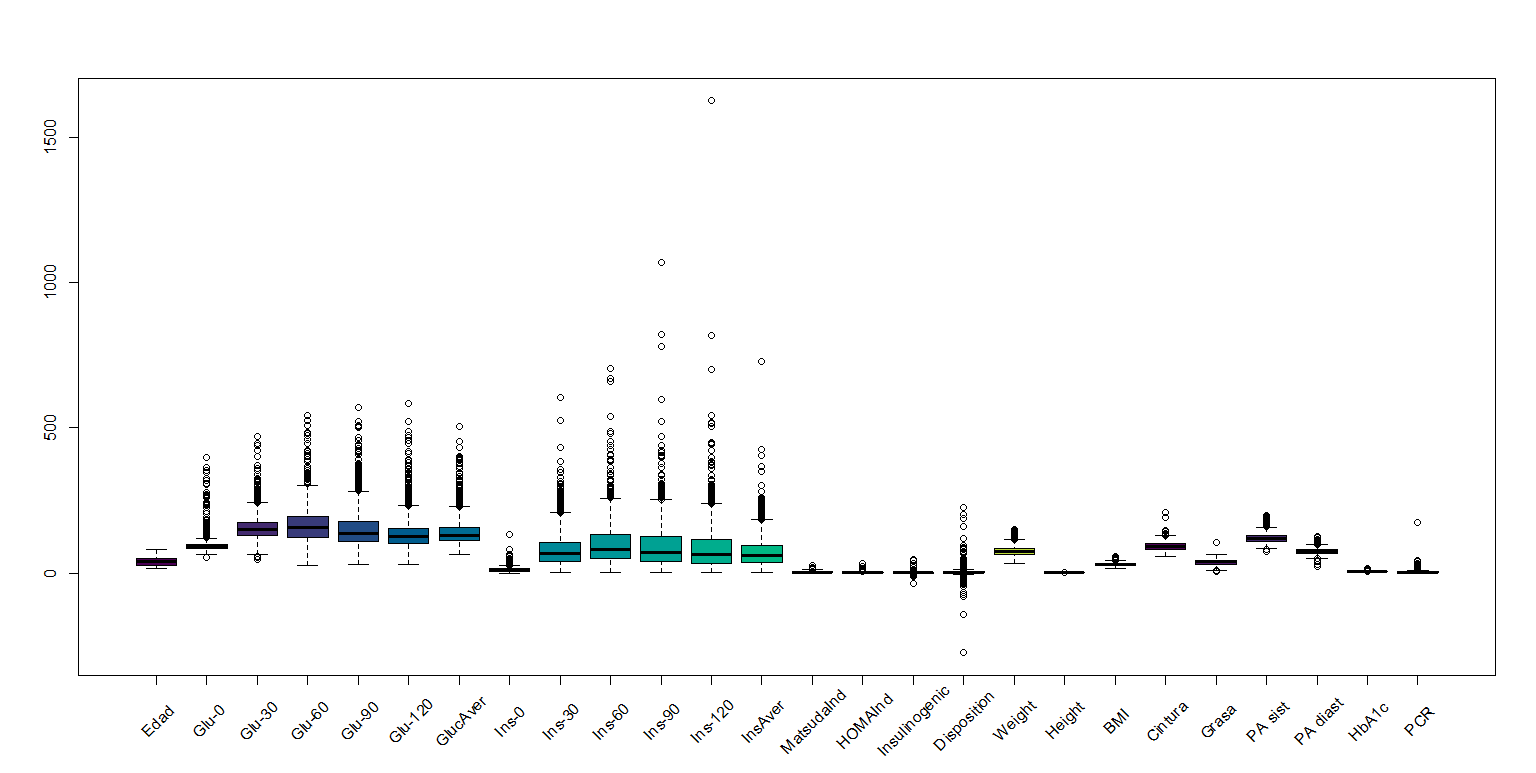 1500
1000
500
0
Edad
Glu-0
Glu-30
Glu-60
Glu-90
Glu-120
GlucAver
Ins-0
Ins-30
Ins-60
Ins-90
Ins-120
InsAver
MatsudaInd
HOMAInd
Insulinogenic
Disposition
Weight
Height
BMI
Cintura
Grasa
PA sist
PA diast
HbA1c
PCR